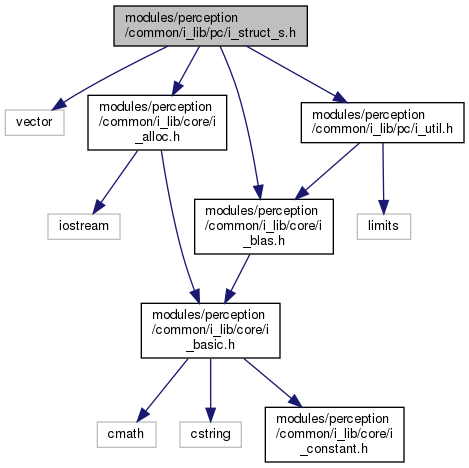 modules/perception
/common/i_lib/pc/i_struct_s.h
vector
modules/perception
/common/i_lib/core/i
_alloc.h
modules/perception
/common/i_lib/pc/i_util.h
iostream
modules/perception
/common/i_lib/core/i
_blas.h
limits
modules/perception
/common/i_lib/core/i
_basic.h
cmath
cstring
modules/perception
/common/i_lib/core/i
_constant.h